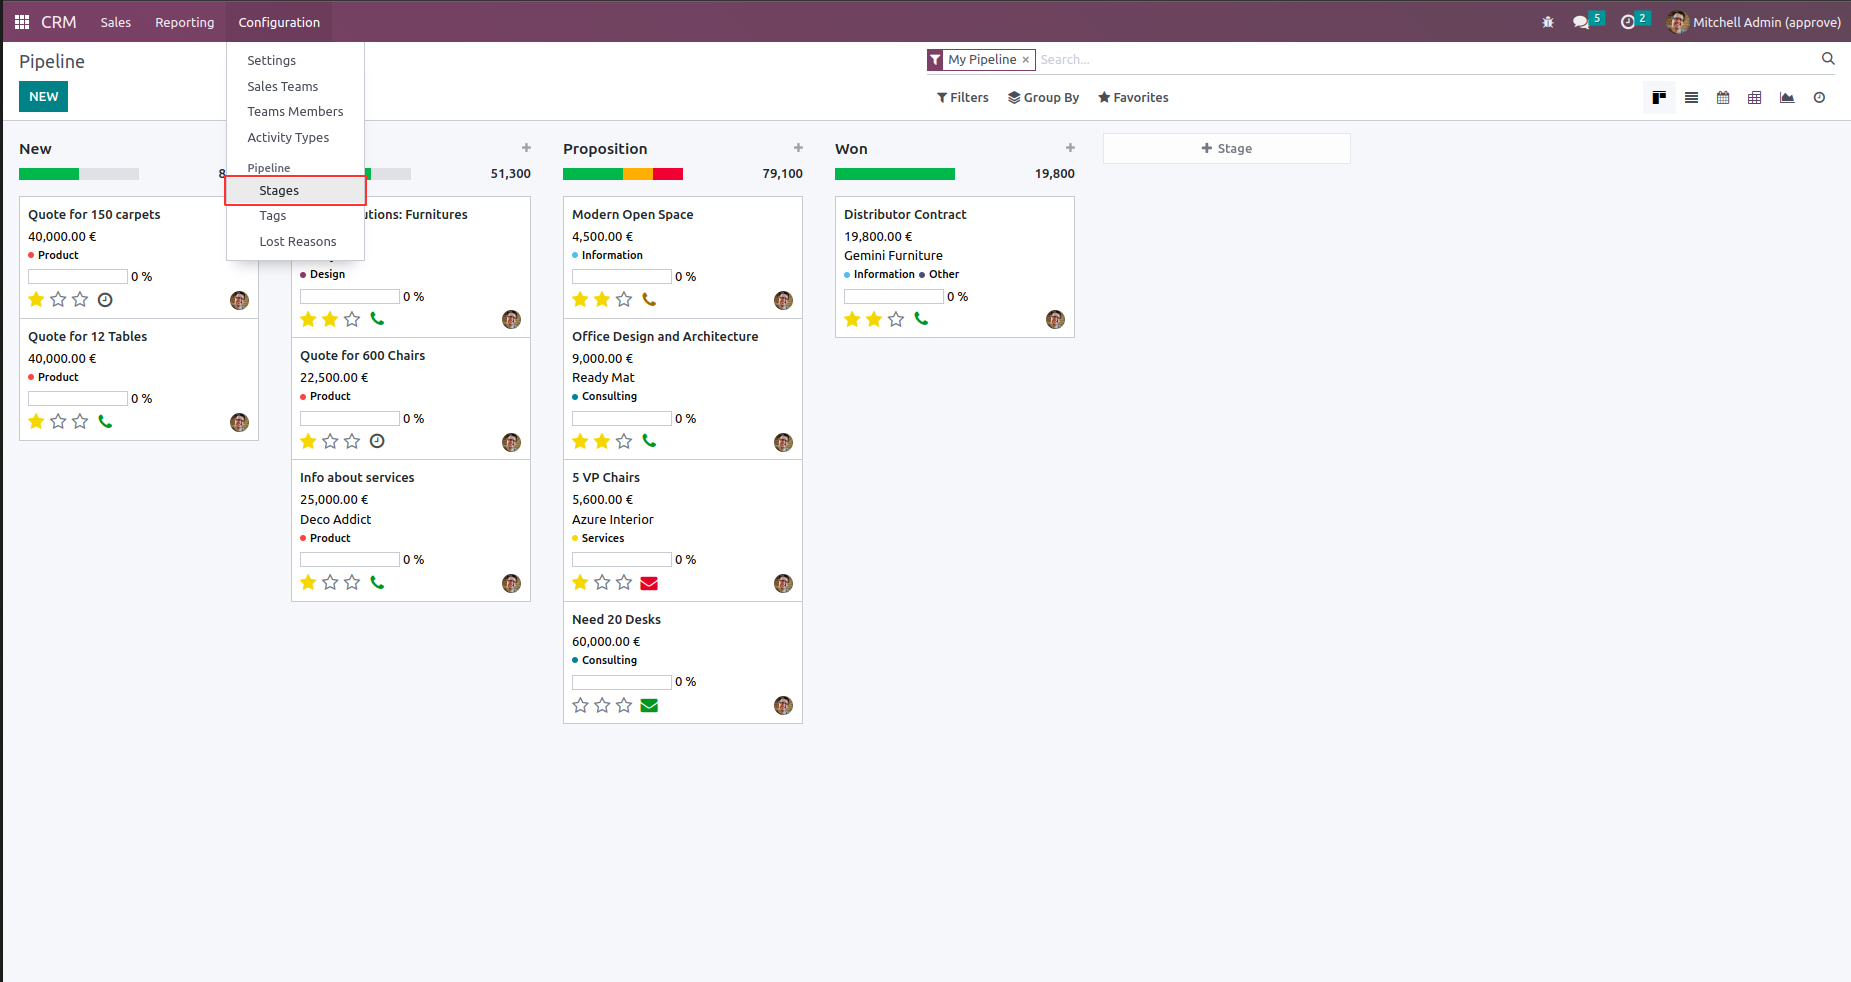 CRM Sales Reporting Configuration 5 2 Mitchell Admin (approve)
Pipeline
My Pipeline × Search...
NEW
Filters Group By Favorites
Settings
Sales Teams
Teams Members
Activity Types
Pipeline
Stages
Tags
Lost Reasons
New
8
Quote for 150 carpets
40,000.00 €
Product
0 %
Quote for 12 Tables
40,000.00 €
Product
0 %
51,300
utions: Furnitures
Design
0 %
Quote for 600 Chairs
22,500.00 €
Product
0 %
Info about services
25,000.00 €
Deco Addict
Product
0 %
Proposition
79,100
Modern Open Space
4,500.00 €
Information
0 %
Office Design and Architecture
9,000.00 €
Ready Mat
Consulting
0 %
5 VP Chairs
5,600.00 €
Azure Interior
Services
0 %
Need 20 Desks
60,000.00 €
Consulting
0 %
Won
19,800
Distributor Contract
19,800.00 €
Gemini Furniture
Information Other
0 %
+ Stage